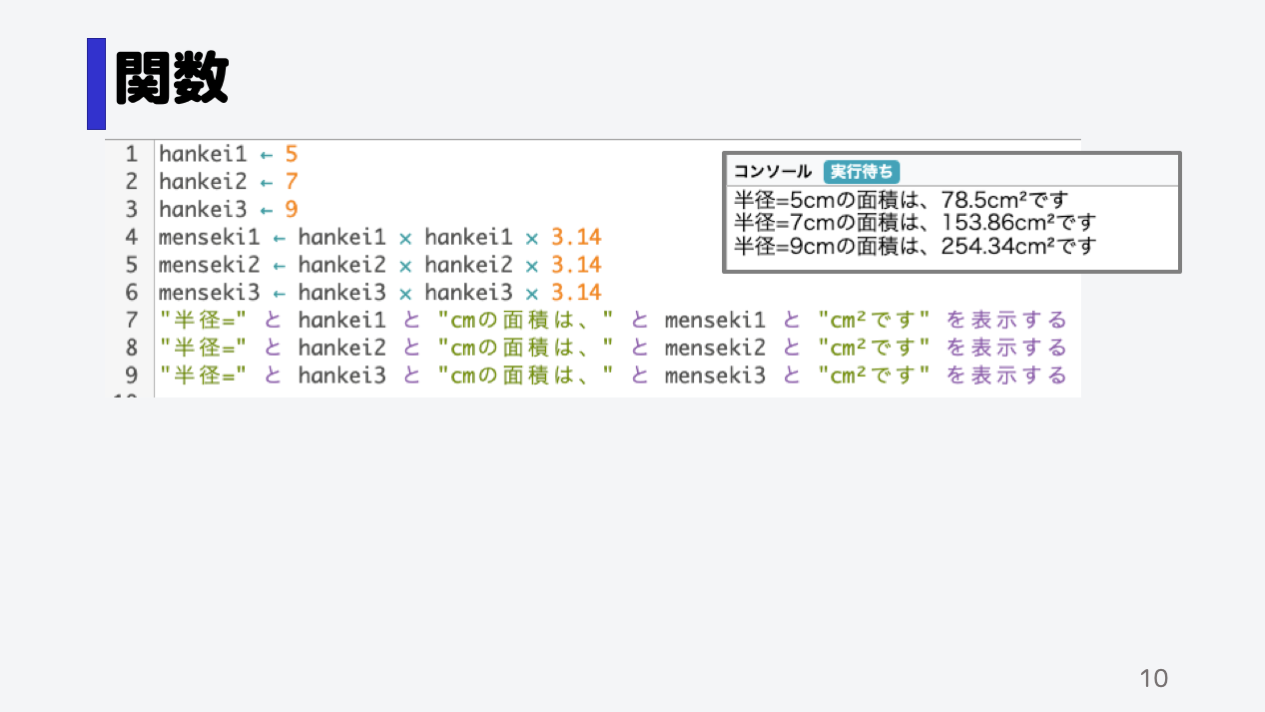 関数
1 hankei1 ← 5
2 hankei2 ← 7
3 hankei3 ← 9
4 menseki1 ← hankei1 × hankei1 × 3.14
5 menseki2 ← hankei2 × hankei2 × 3.14
6 menseki3 ← hankei3 × hankei3 × 3.14
7 "半径=" と hankei1 と "cmの面積は、" と menseki1 と "cm²です" を表示する
8 "半径=" と hankei2 と "cmの面積は、" と menseki2 と "cm²です" を表示する
9 "半径=" と hankei3 と "cmの面積は、" と menseki3 と "cm²です" を表示する
コンソール 実行待ち
半径=5cmの面積は、78.5cm²です
半径=7cmの面積は、153.86cm²です
半径=9cmの面積は、254.34cm²です
10